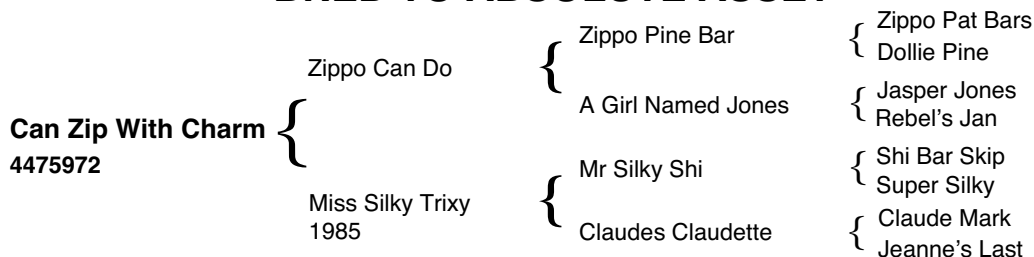 Zippo Pat Bars
Zippo Pine Bar
Dollie Pine
Zippo Can Do
A Girl Named Jones
Jasper Jones
Rebel's Jan
Can Zip With Charm
4475972
Mr Silky Shi
Shi Bar Skip
Super Silky
Miss Silky Trixy
1985
Claudes Claudette
Claude Mark
Jeanne's Last